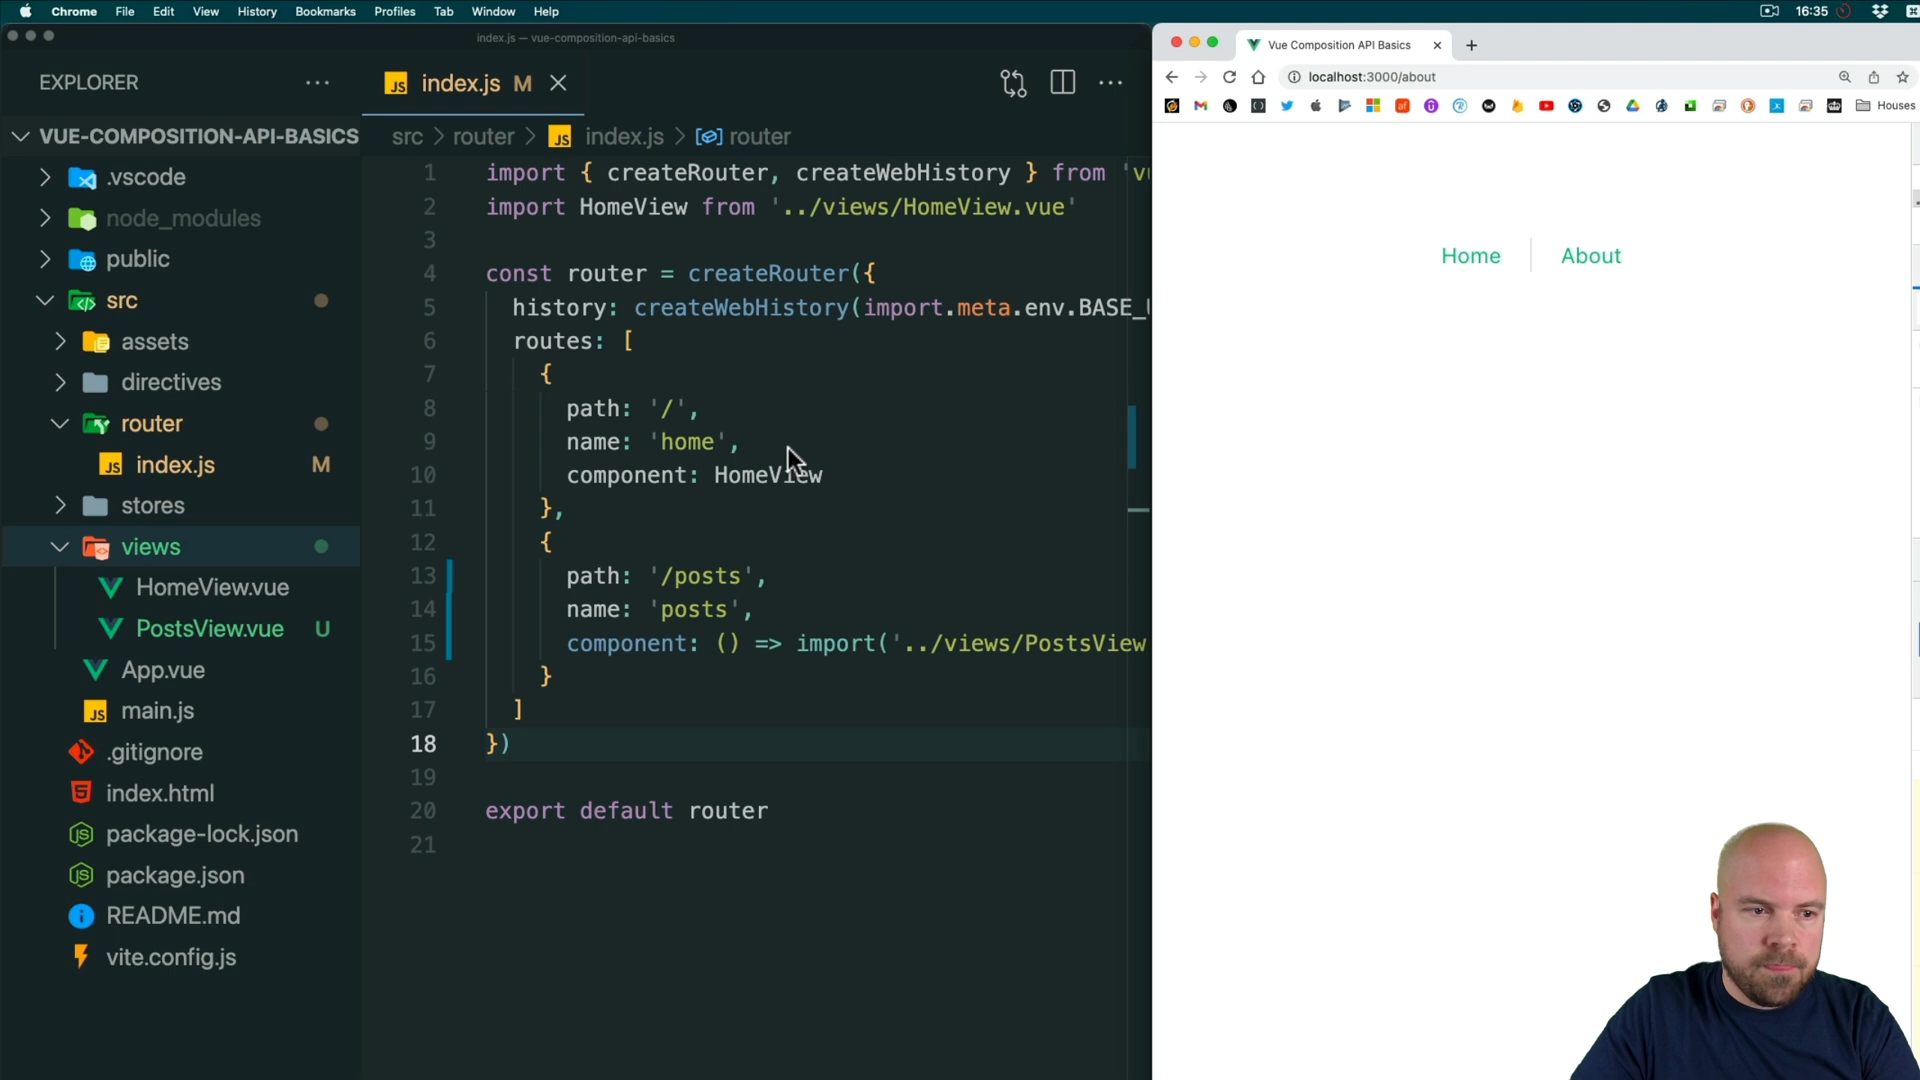 Chrome File Edit View History Bookmarks Profiles Tab Window Help 16:35
index.js — vue-composition-api-basics
EXPLORER
index.js M
VUE-COMPOSITION-API-BASICS
src > router > index.js > router
.vscode
node_modules
public
src
assets
directives
router
index.js M
stores
views
HomeView.vue
PostsView.vue U
App.vue
main.js
.gitignore
index.html
package-lock.json
package.json
README.md
vite.config.js
1 import { createRouter, createWebHistory } from 'vu
2 import HomeView from '../views/HomeView.vue'
3
4 const router = createRouter({
5 history: createWebHistory(import.meta.env.BASE_U
6 routes: [
7 {
8 path: '/',
9 name: 'home',
10 component: HomeView
11 },
12 {
13 path: '/posts',
14 name: 'posts',
15 component: () => import('../views/PostsView
16 }
17 ]
18 })
19
20 export default router
21
Vue Composition API Basics
localhost:3000/about
Houses
Home
About